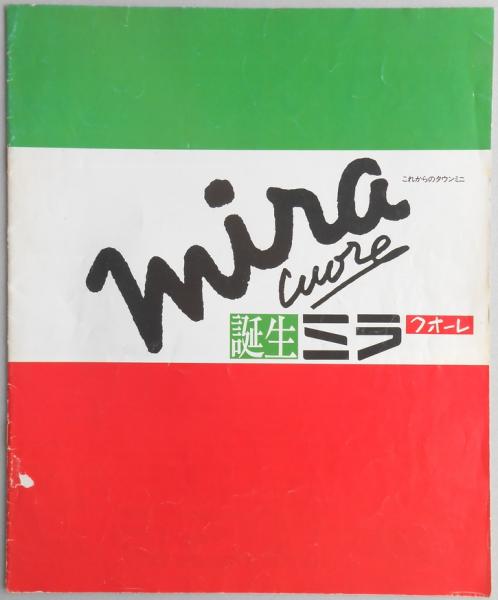 これからのタウンミニ
mira
cuore
誕生ミラクオーレ